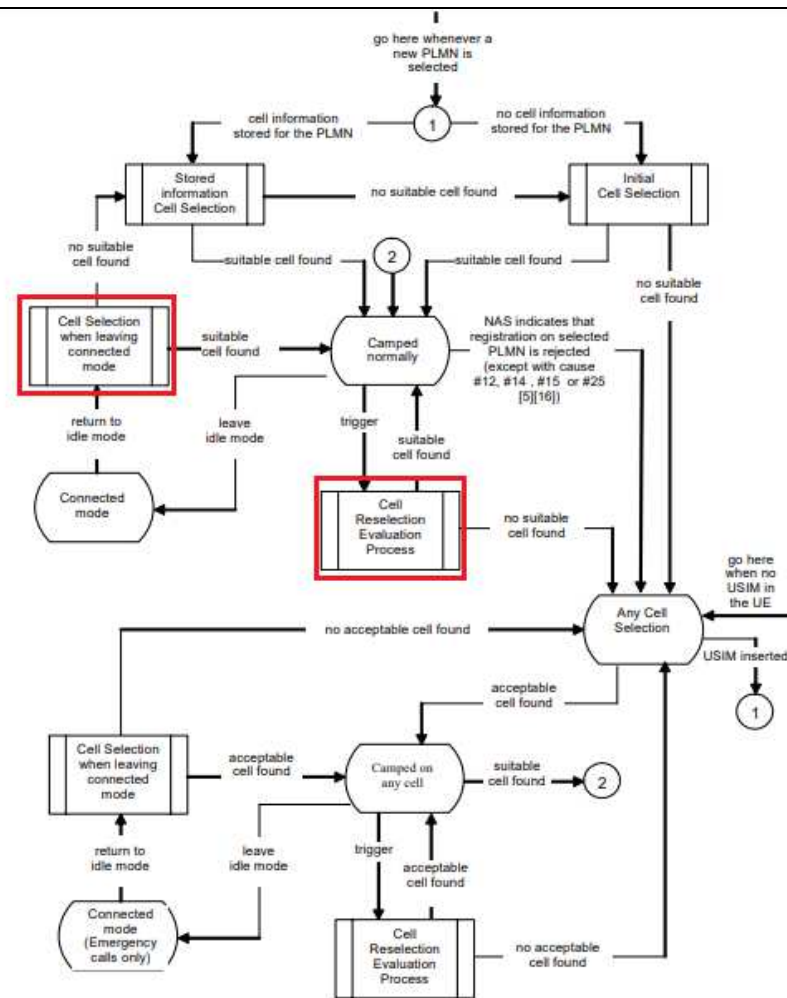 go here whenever a
new PLMN is
selected
1
cell information
stored for the PLMN
no cell information
stored for the PLMN
Stored
information
Cell Selection
no suitable cell found
Initial
Cell Selection
no suitable
cell found
suitable cell found
2
suitable cell found
no suitable
cell found
Cell Selection
when leaving
connected
mode
suitable
cell found
Camped
normally
NAS indicates that
registration on selected
PLMN is rejected
(except with cause
#12, #14 , #15 or #25
[5][16])
return to
idle mode
leave
idle mode
trigger
suitable
cell found
Connected
mode
Cell
Reselection
Evaluation
Process
no suitable
cell found
go here
when no
USIM in
the UE
Any Cell
Selection
no acceptable cell found
USIM inserted
1
acceptable
cell found
Cell Selection
when leaving
connected
mode
acceptable
cell found
Camped on
any cell
suitable
cell found
2
return to
idle mode
leave
idle mode
trigger
acceptable
cell found
Connected
mode
(Emergency
calls only)
Cell
Reselection
Evaluation
Process
no acceptable
cell found